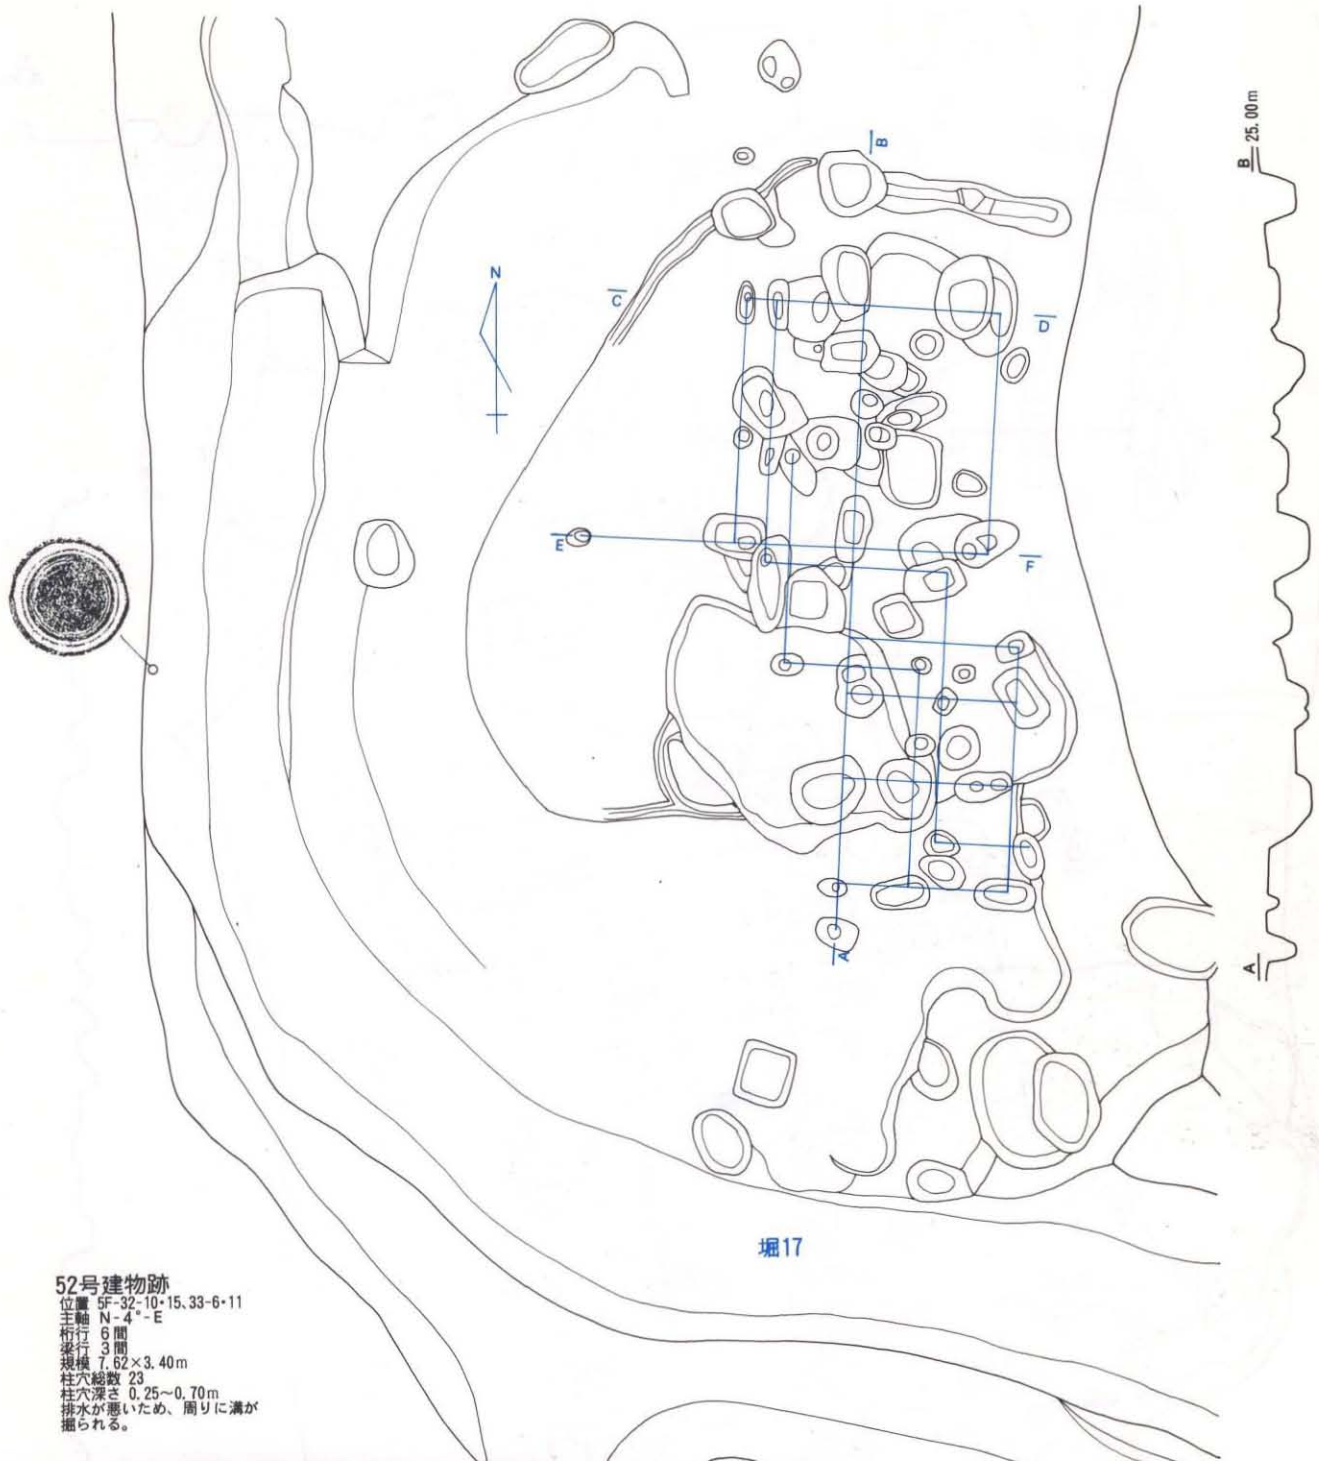 B
B 25.00m
N
C
D
E
F
A
A
堀17
52号建物跡
位置 5F-32-10・15、33-6・11
主軸 N-4°-E
桁行 6間
梁行 3間
規模 7.62×3.40m
柱穴総数 23
柱穴深さ 0.25~0.70m
排水が悪いため、周りに溝が
掘られる。